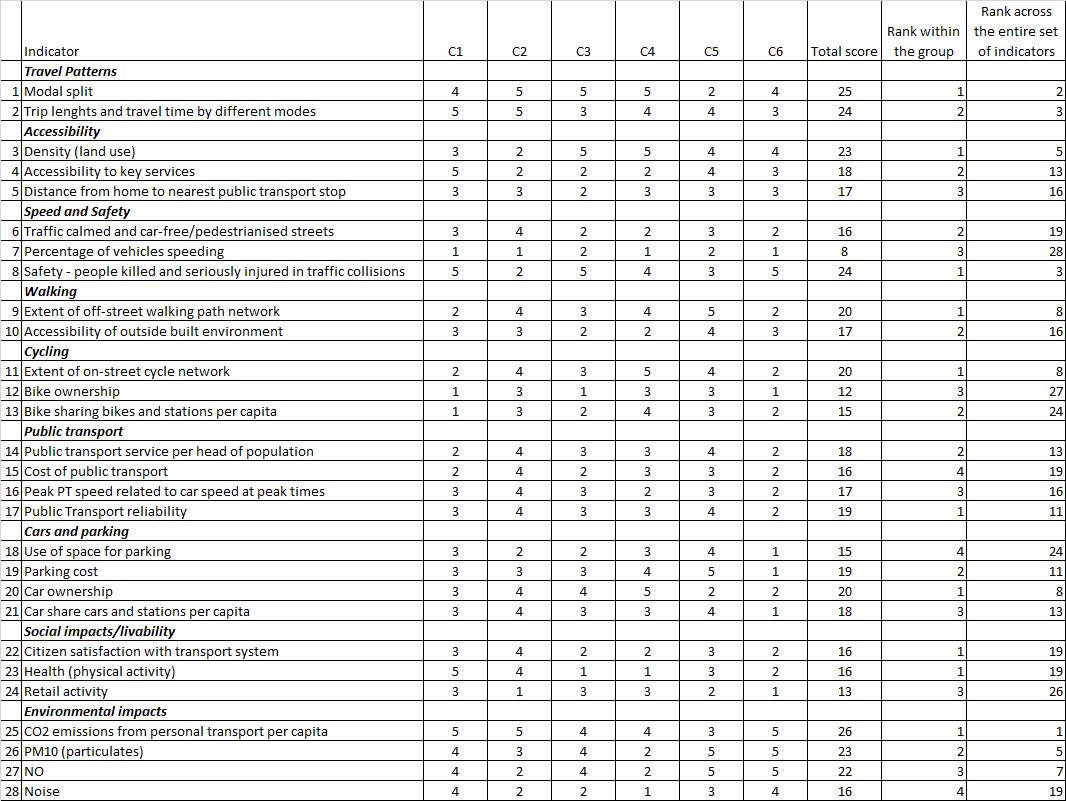 Rank across
Rank within the entire set
Indicator C1 C2 C3 C4 C5 C6 Total score the group of indicators
Travel Patterns
1 Modal split 4 5 5 5 2 4 25 1 2
2 Trip lenghts and travel time by different modes 5 5 3 4 4 3 24 2 3
Accessibility
3 Density (land use) 3 2 5 5 4 4 23 1 5
4 Accessibility to key services 5 2 2 2 4 3 18 2 13
5 Distance from home to nearest public transport stop 3 3 2 3 3 3 17 3 16
Speed and Safety
6 Traffic calmed and car-free/pedestrianised streets 3 4 2 2 3 2 16 2 19
7 Percentage of vehicles speeding 1 1 2 1 2 1 8 3 28
8 Safety - people killed and seriously injured in traffic collisions 5 2 5 4 3 5 24 1 3
Walking
9 Extent of off-street walking path network 2 4 3 4 5 2 20 1 8
10 Accessibility of outside built environment 3 3 2 2 4 3 17 2 16
Cycling
11 Extent of on-street cycle network 2 4 3 5 4 2 20 1 8
12 Bike ownership 1 3 1 3 3 1 12 3 27
13 Bike sharing bikes and stations per capita 1 3 2 4 3 2 15 2 24
Public transport
14 Public transport service per head of population 2 4 3 3 4 2 18 2 13
15 Cost of public transport 2 4 2 3 3 2 16 4 19
16 Peak PT speed related to car speed at peak times 3 4 3 2 3 2 17 3 16
17 Public Transport reliability 3 4 3 3 4 2 19 1 11
Cars and parking
18 Use of space for parking 3 2 2 3 4 1 15 4 24
19 Parking cost 3 3 3 4 5 1 19 2 11
20 Car ownership 3 4 4 5 2 2 20 1 8
21 Car share cars and stations per capita 3 4 3 3 4 1 18 3 13
Social impacts/livability
22 Citizen satisfaction with transport system 3 4 2 2 3 2 16 1 19
23 Health (physical activity) 5 4 1 1 3 2 16 1 19
24 Retail activity 3 1 3 3 2 1 13 3 26
Environmental impacts
25 CO2 emissions from personal transport per capita 5 5 4 4 3 5 26 1 1
26 PM10 (particulates) 4 3 4 2 5 5 23 2 5
27 NO 4 2 4 2 5 5 22 3 7
28 Noise 4 2 2 1 3 4 16 4 19